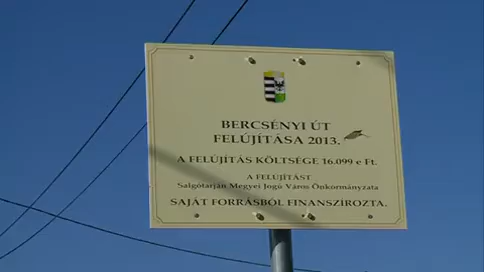 BERCSÉNYI ÚT
FELÚJÍTÁSA 2013.
A FELÚJÍTÁS KÖLTSÉGE 16.099 e Ft.
A FELÚJÍTÁST
Salgótarján Megyei Jogú Város Önkormányzata
SAJÁT FORRÁSBÓL FINANSZÍROZTA.